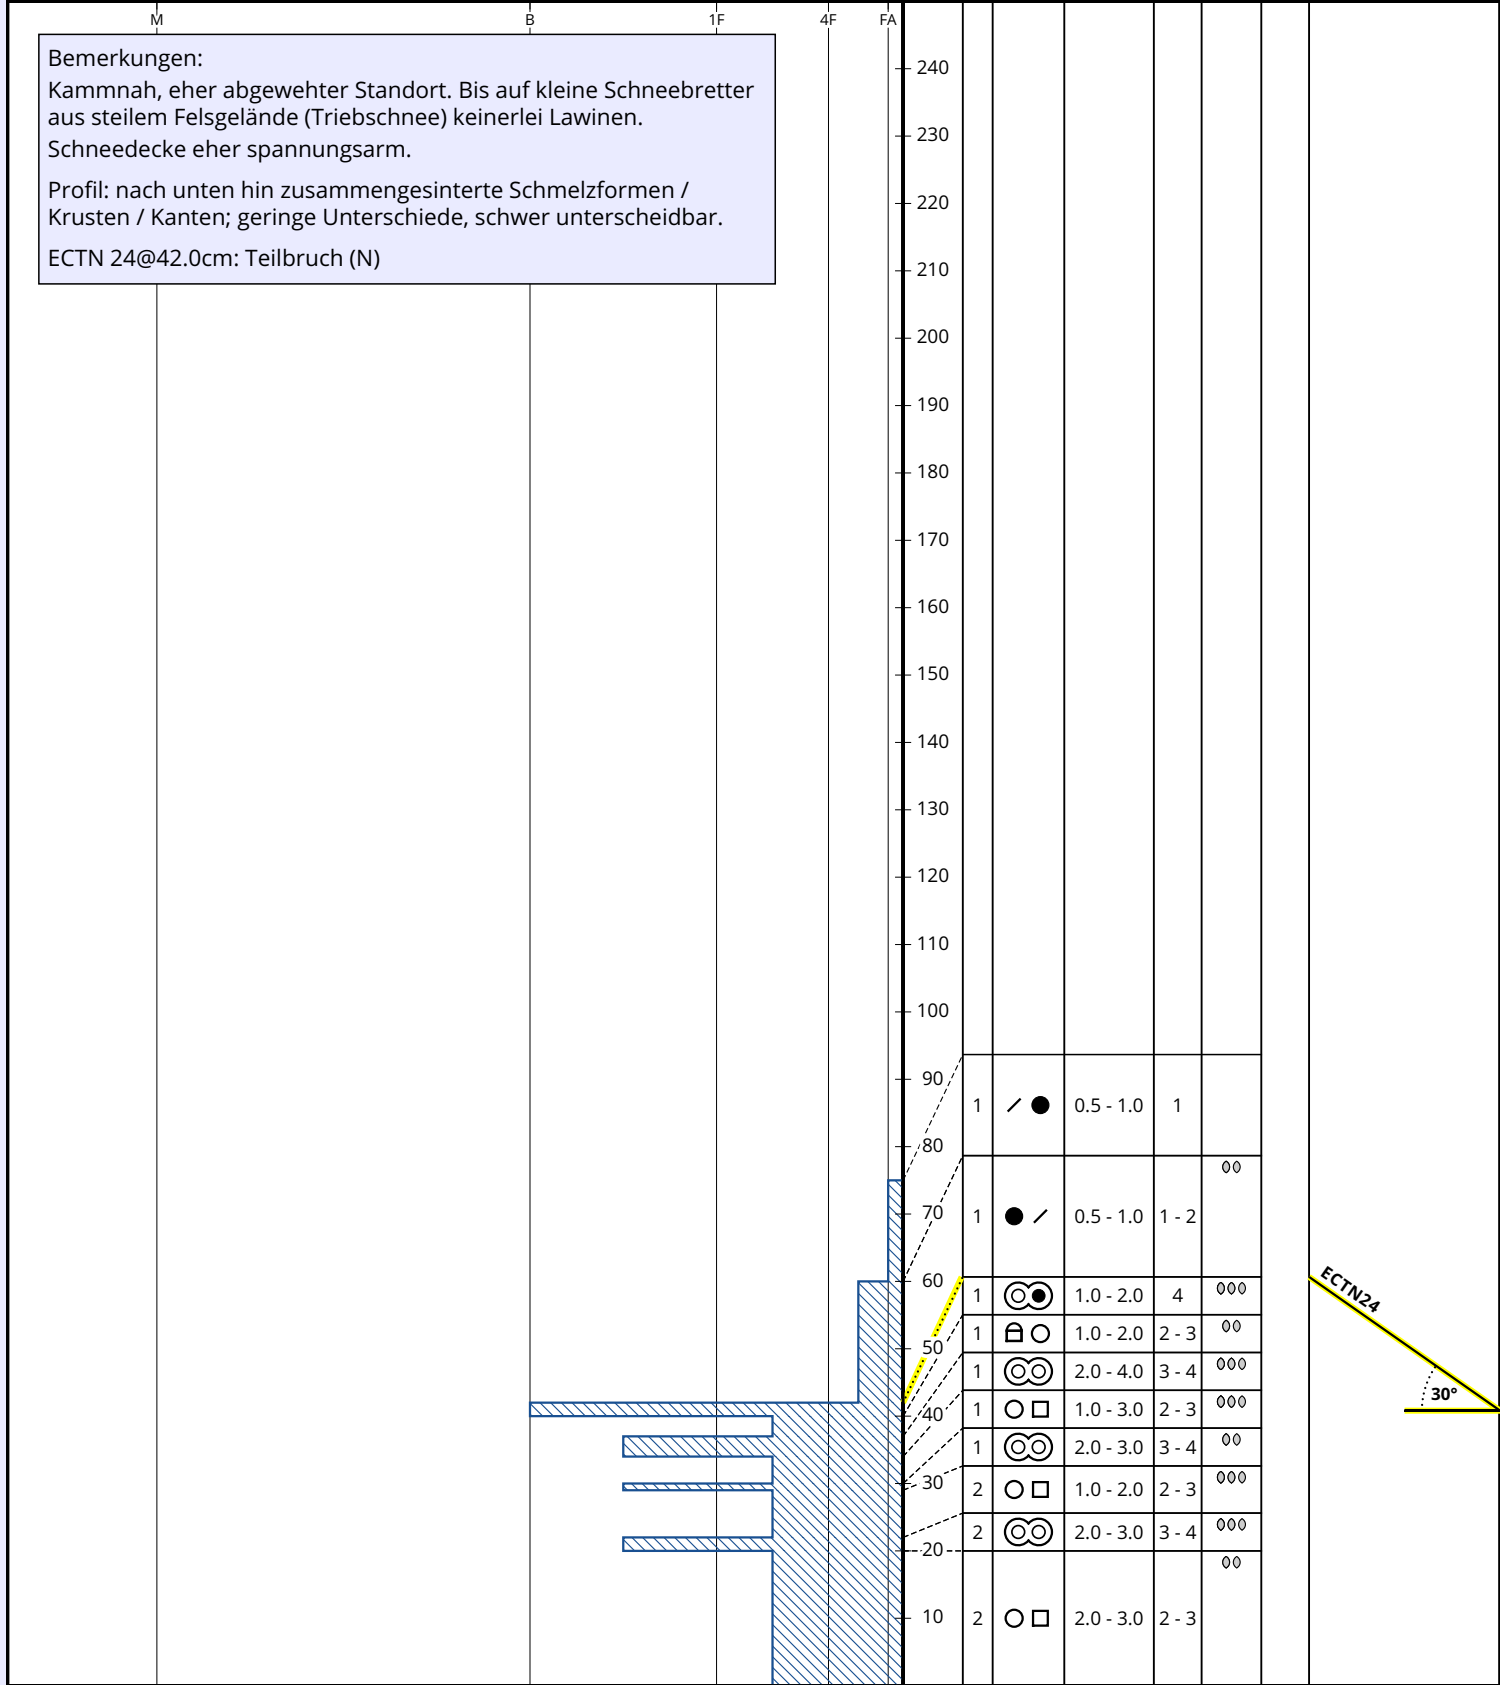 M B 1F 4F FA
Bemerkungen:
Kammnah, eher abgewehter Standort. Bis auf kleine Schneebretter
aus steilem Felsgelände (Triebschnee) keinerlei Lawinen.
Schneedecke eher spannungsarm.
Profil: nach unten hin zusammengesinterte Schmelzformen /
Krusten / Kanten; geringe Unterschiede, schwer unterscheidbar.
ECTN 24@42.0cm: Teilbruch (N)
240
230
220
210
200
190
180
170
160
150
140
130
120
110
100
90
80
70
60
50
40
30
20
10
1 0.5 - 1.0 1
1 0.5 - 1.0 1 - 2
1 1.0 - 2.0 4
1 1.0 - 2.0 2 - 3
1 2.0 - 4.0 3 - 4
1 1.0 - 3.0 2 - 3
1 2.0 - 3.0 3 - 4
2 1.0 - 2.0 2 - 3
2 2.0 - 3.0 3 - 4
2 2.0 - 3.0 2 - 3
ECTN24
30°